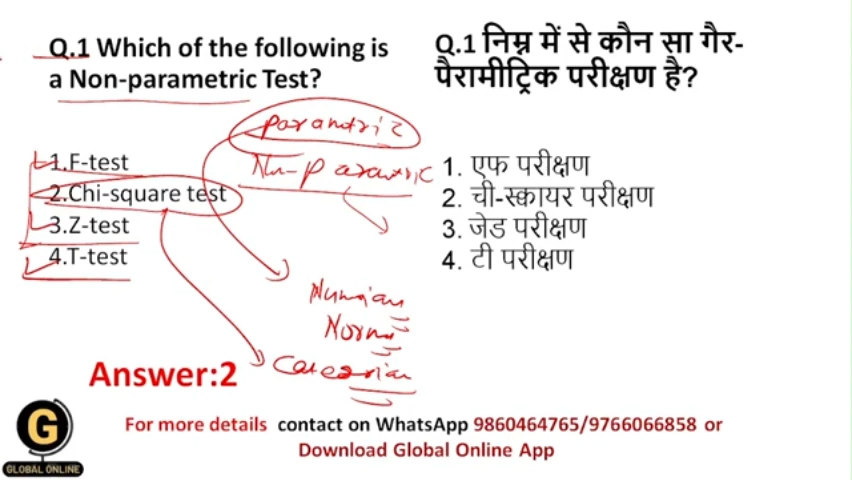 Q.1 Which of the following is
a Non-parametric Test?
Q.1 निम्न में से कौन सा गैर-
पैरामीट्रिक परीक्षण है?
parametric
Non-parametric
1.F-test
2.Chi-square test
3.Z-test
4.T-test
1. एफ परीक्षण
2. ची-स्क्वायर परीक्षण
3. जेड परीक्षण
4. टी परीक्षण
Answer:2
For more details contact on WhatsApp 9860464765/9766066858 or
Download Global Online App
G
GLOBAL ONLINE